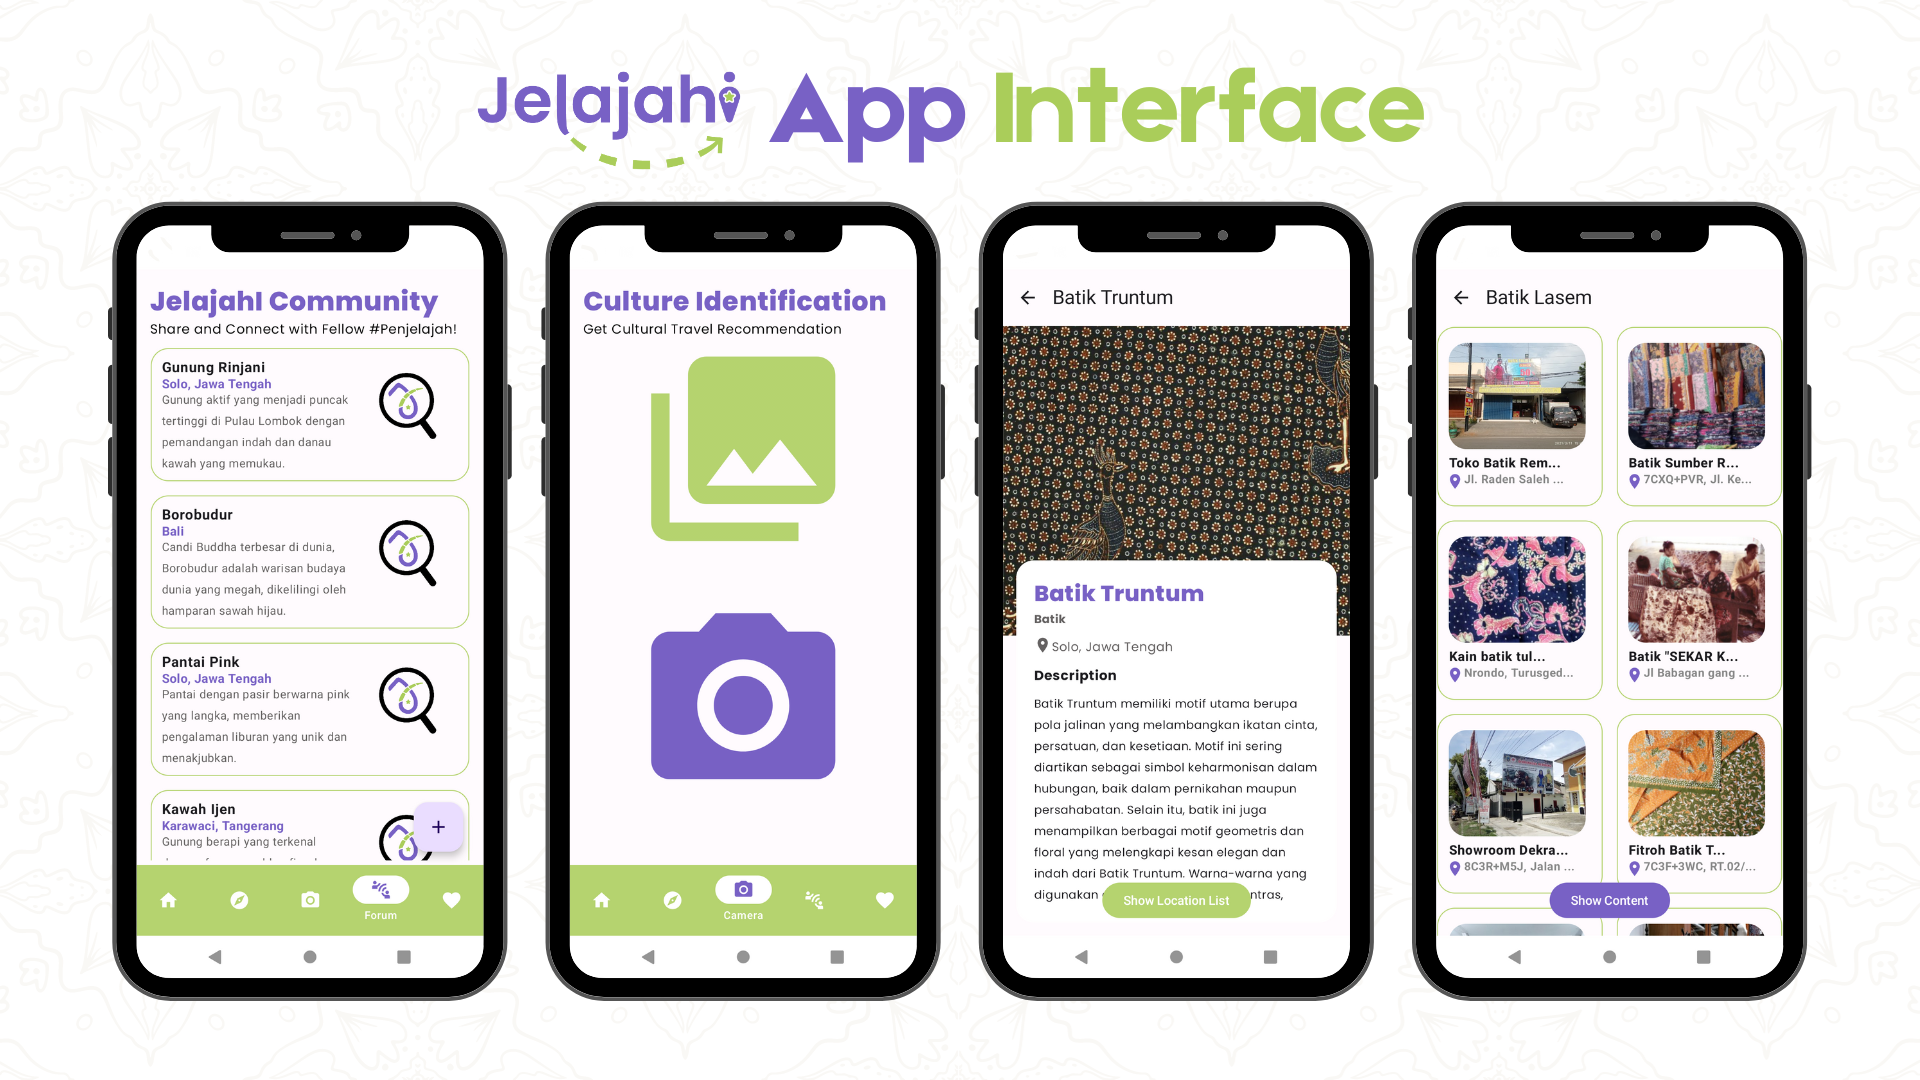 Jelajahi App Interface
JelajahI Community
Share and Connect with Fellow #Penjelajah!
Gunung Rinjani
Solo, Jawa Tengah
Gunung aktif yang menjadi puncak
tertinggi di Pulau Lombok dengan
pemandangan indah dan danau
kawah yang memukau.
Borobudur
Bali
Candi Buddha terbesar di dunia,
Borobudur adalah warisan budaya
dunia yang megah, dikelilingi oleh
hamparan sawah hijau.
Pantai Pink
Solo, Jawa Tengah
Pantai dengan pasir berwarna pink
yang langka, memberikan
pengalaman liburan yang unik dan
menakjubkan.
Kawah Ijen
Karawaci, Tangerang
Gunung berapi yang terkenal
+
Forum
Culture Identification
Get Cultural Travel Recommendation
Camera
Batik Truntum
Batik Truntum
Batik
Solo, Jawa Tengah
Description
Batik Truntum memiliki motif utama berupa
pola jalinan yang melambangkan ikatan cinta,
persatuan, dan kesetiaan. Motif ini sering
diartikan sebagai simbol keharmonisan dalam
hubungan, baik dalam pernikahan maupun
persahabatan. Selain itu, batik ini juga
menampilkan berbagai motif geometris dan
floral yang melengkapi kesan elegan dan
indah dari Batik Truntum. Warna-warna yang
digunakan
ntras,
Show Location List
Batik Lasem
Toko Batik Rem...
Jl. Raden Saleh ...
Batik Sumber R...
7CXQ+PVR, Jl. Ke...
Kain batik tul...
Nrondo, Turusged...
Batik "SEKAR K...
Jl Babagan gang ...
Showroom Dekra...
8C3R+M5J, Jalan ...
Fitroh Batik T...
7C3F+3WC, RT.02/...
Show Content